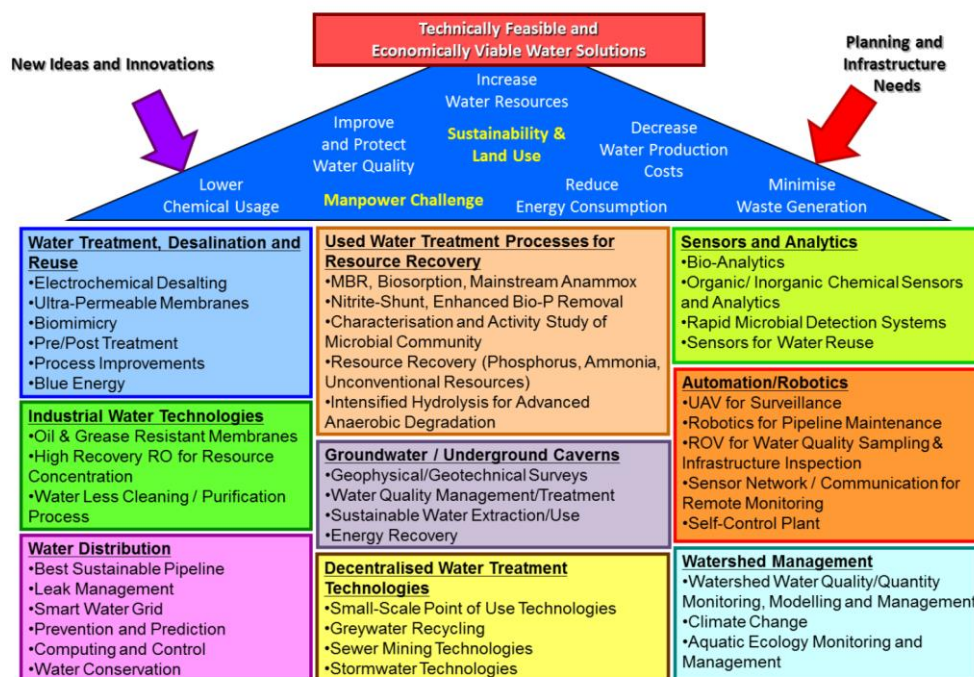 Technically Feasible and
Economically Viable Water Solutions
New Ideas and Innovations
Planning and
Infrastructure
Needs
Increase
Water Resources
Improve
and Protect
Water Quality
Sustainability &
Land Use
Decrease
Water Production
Costs
Lower
Chemical Usage
Manpower Challenge
Reduce
Energy Consumption
Minimise
Waste Generation
Water Treatment, Desalination and
Reuse
•Electrochemical Desalting
•Ultra-Permeable Membranes
•Biomimicry
•Pre/Post Treatment
•Process Improvements
•Blue Energy
Industrial Water Technologies
•Oil & Grease Resistant Membranes
•High Recovery RO for Resource
Concentration
•Water Less Cleaning / Purification
Process
Water Distribution
•Best Sustainable Pipeline
•Leak Management
•Smart Water Grid
•Prevention and Prediction
•Computing and Control
•Water Conservation
Used Water Treatment Processes for
Resource Recovery
•MBR, Biosorption, Mainstream Anammox
•Nitrite-Shunt, Enhanced Bio-P Removal
•Characterisation and Activity Study of
Microbial Community
•Resource Recovery (Phosphorus, Ammonia,
Unconventional Resources)
•Intensified Hydrolysis for Advanced
Anaerobic Degradation
Groundwater / Underground Caverns
•Geophysical/Geotechnical Surveys
•Water Quality Management/Treatment
•Sustainable Water Extraction/Use
•Energy Recovery
Decentralised Water Treatment
Technologies
•Small-Scale Point of Use Technologies
•Greywater Recycling
•Sewer Mining Technologies
•Stormwater Technologies
Sensors and Analytics
•Bio-Analytics
•Organic/ Inorganic Chemical Sensors
and Analytics
•Rapid Microbial Detection Systems
•Sensors for Water Reuse
Automation/Robotics
•UAV for Surveillance
•Robotics for Pipeline Maintenance
•ROV for Water Quality Sampling &
Infrastructure Inspection
•Sensor Network / Communication for
Remote Monitoring
•Self-Control Plant
Watershed Management
•Watershed Water Quality/Quantity
Monitoring, Modelling and Management
•Climate Change
•Aquatic Ecology Monitoring and
Management